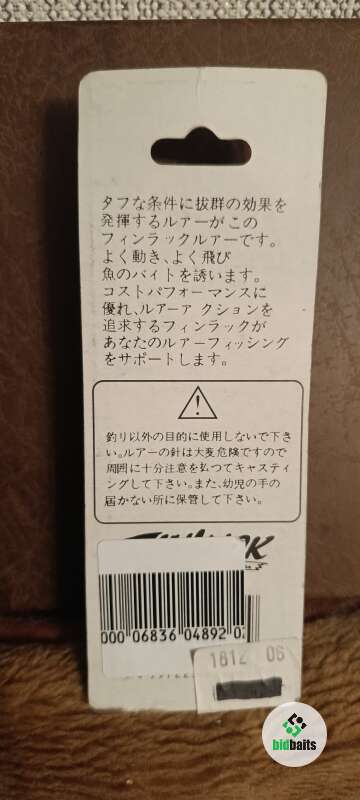 タフな条件に抜群の効果を
発揮するルアーがこの
フィンラックルアーです。
よく動き、よく飛び
魚のバイトを誘います。
コストパフォーマンスに
優れ、ルアーアクションを
追求するフィンラックが
あなたのルアーフィッシング
をサポートします。
釣り以外の目的に使用しないで下さ
い。ルアーの針は大変危険ですので
周囲に十分注意を払つてキャスティ
ングして下さい。また、幼児の手の
届かない所に保管して下さい。
000 06836 04892 0
1812 06
bidbaits